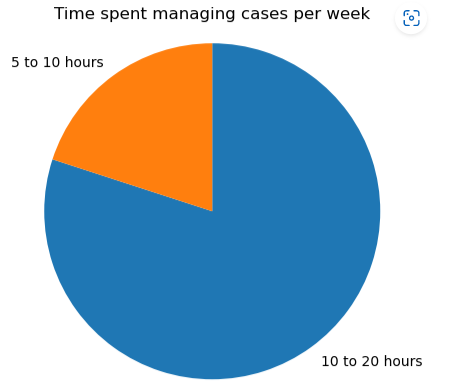 Time spent managing cases per week
5 to 10 hours
10 to 20 hours